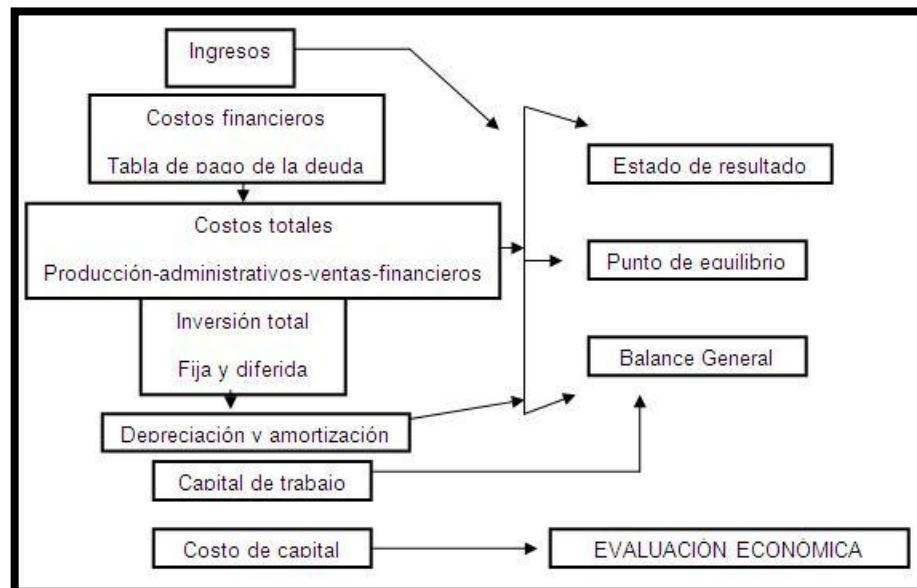 Ingresos
Costos financieros
Tabla de pago de la deuda
Costos totales
Producción-administrativos-ventas-financieros
Inversión total
Fija y diferida
Depreciación y amortización
Capital de trabajo
Costo de capital
Estado de resultado
Punto de equilibrio
Balance General
EVALUACIÓN ECONÓMICA